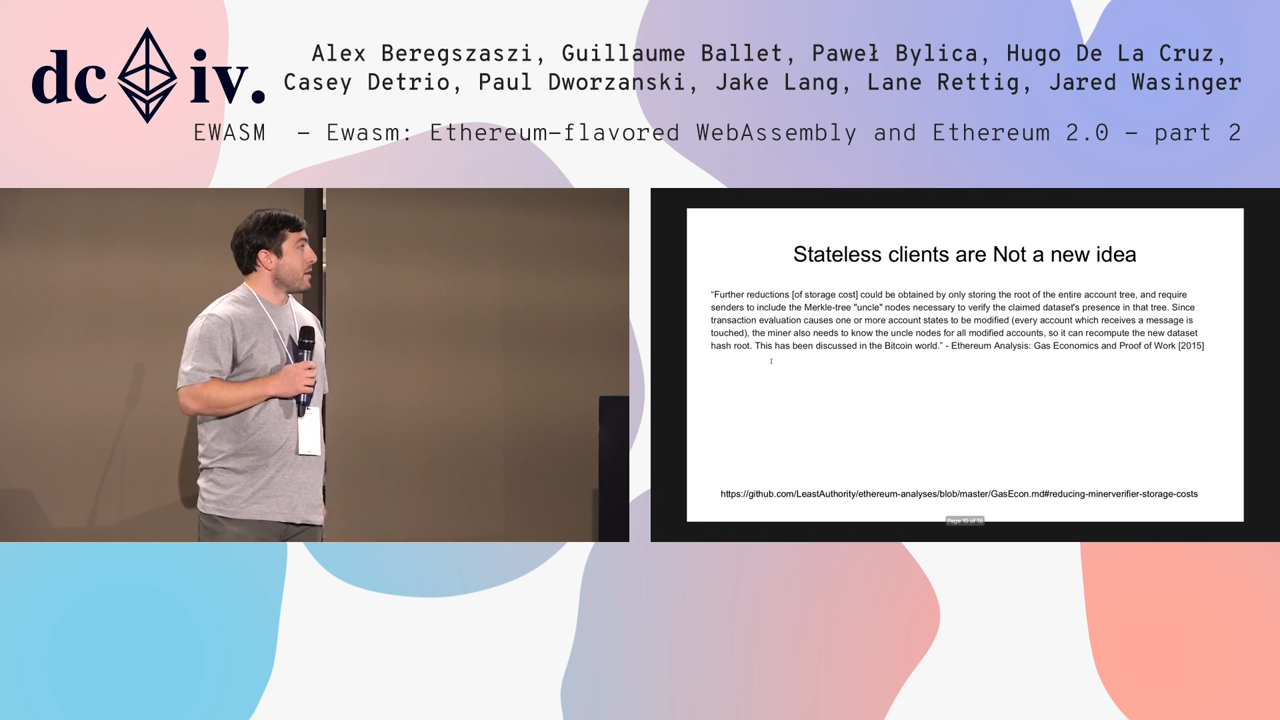 dc iv.
Alex Beregszaszi, Guillaume Ballet, Paweł Bylica, Hugo De La Cruz,
Casey Detrio, Paul Dworzanski, Jake Lang, Lane Rettig, Jared Wasinger
EWASM - Ewasm: Ethereum-flavored WebAssembly and Ethereum 2.0 - part 2
Stateless clients are Not a new idea
“Further reductions [of storage cost] could be obtained by only storing the root of the entire account tree, and require
senders to include the Merkle-tree "uncle" nodes necessary to verify the claimed dataset's presence in that tree. Since
transaction evaluation causes one or more account states to be modified (every account which receives a message is
touched), the miner also needs to know the uncle nodes for all modified accounts, so it can recompute the new dataset
hash root. This has been discussed in the Bitcoin world.” - Ethereum Analysis: Gas Economics and Proof of Work [2015]
https://github.com/LeastAuthority/ethereum-analyses/blob/master/GasEcon.md#reducing-minerverifier-storage-costs
Page 10 of 15